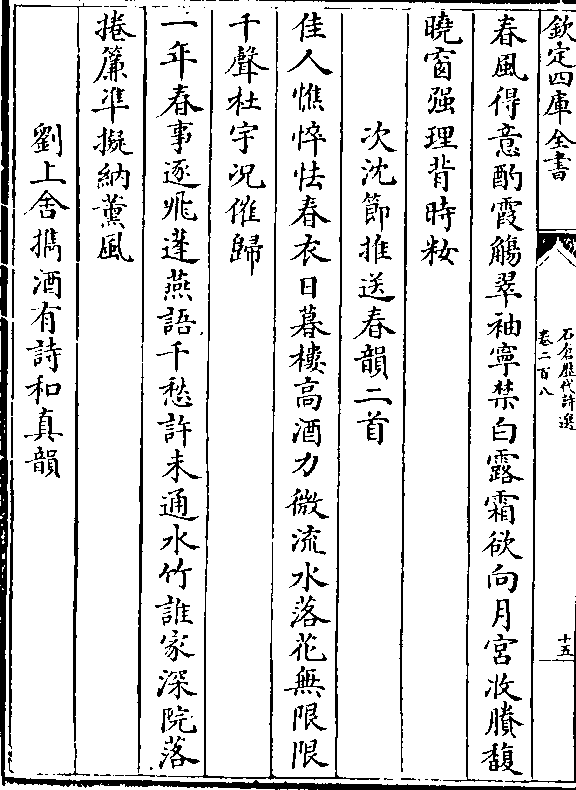 欽定四庫全書
石倉歷代詩選
卷二百八
十五
春風得意酌霞觴翠袖寧禁白露霜欲向月宮收賸馥
曉窗强理背時粧
次沈節推送春韻二首
佳人憔悴怯春衣日暮樓高酒力微流水落花無限限
千聲杜宇况催歸
一年春事逐飛蓬燕語千愁許未通水竹誰家深院落
捲簾凖擬納薰風
劉上舍擕酒有詩和真韻